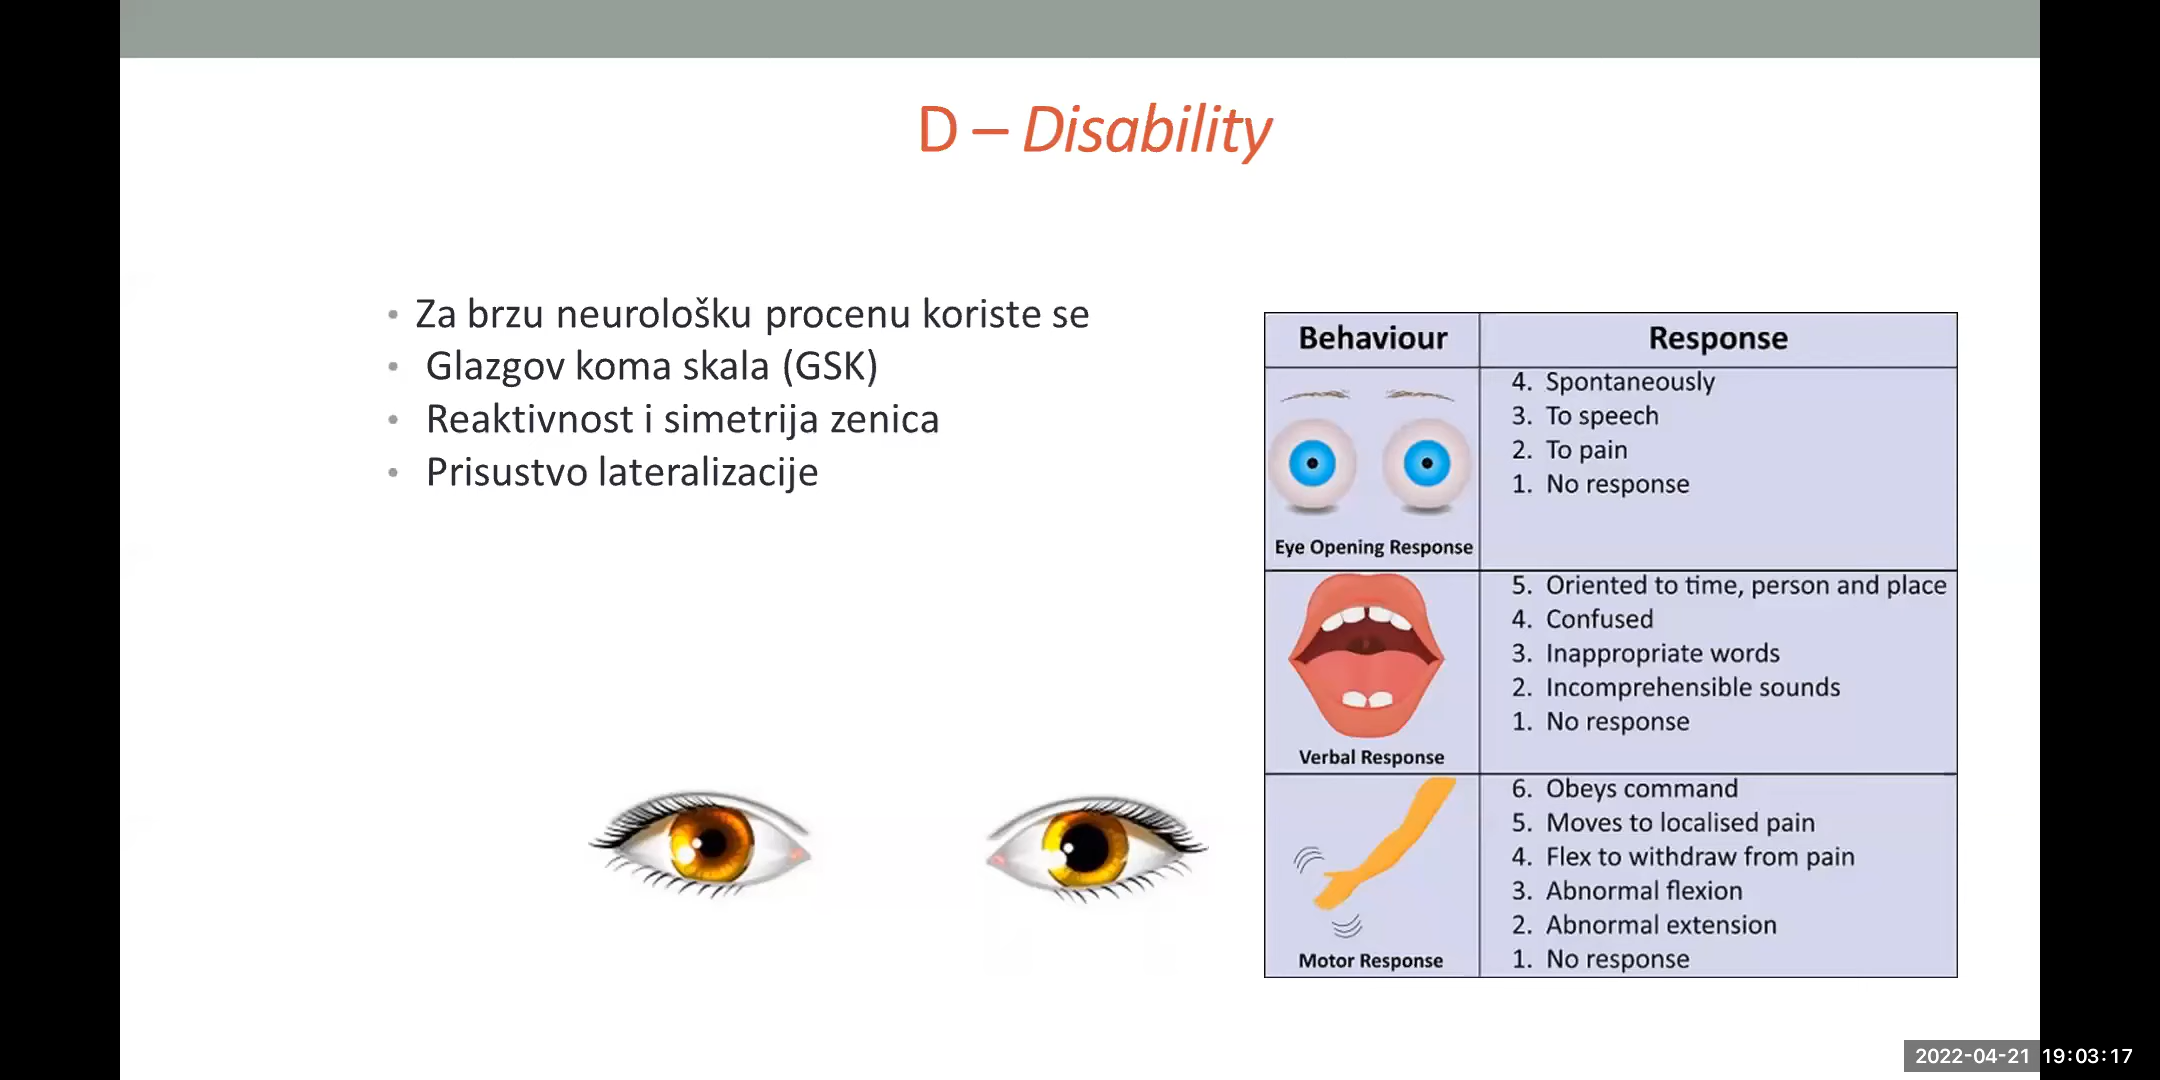 D – Disability
• Za brzu neurološku procenu koriste se
• Glazgov koma skala (GSK)
• Reaktivnost i simetrija zenica
• Prisustvo lateralizacije
Behaviour Response
Eye Opening Response
4. Spontaneously
3. To speech
2. To pain
1. No response
Verbal Response
5. Oriented to time, person and place
4. Confused
3. Inappropriate words
2. Incomprehensible sounds
1. No response
Motor Response
6. Obeys command
5. Moves to localised pain
4. Flex to withdraw from pain
3. Abnormal flexion
2. Abnormal extension
1. No response
2022-04-21 19:03:17